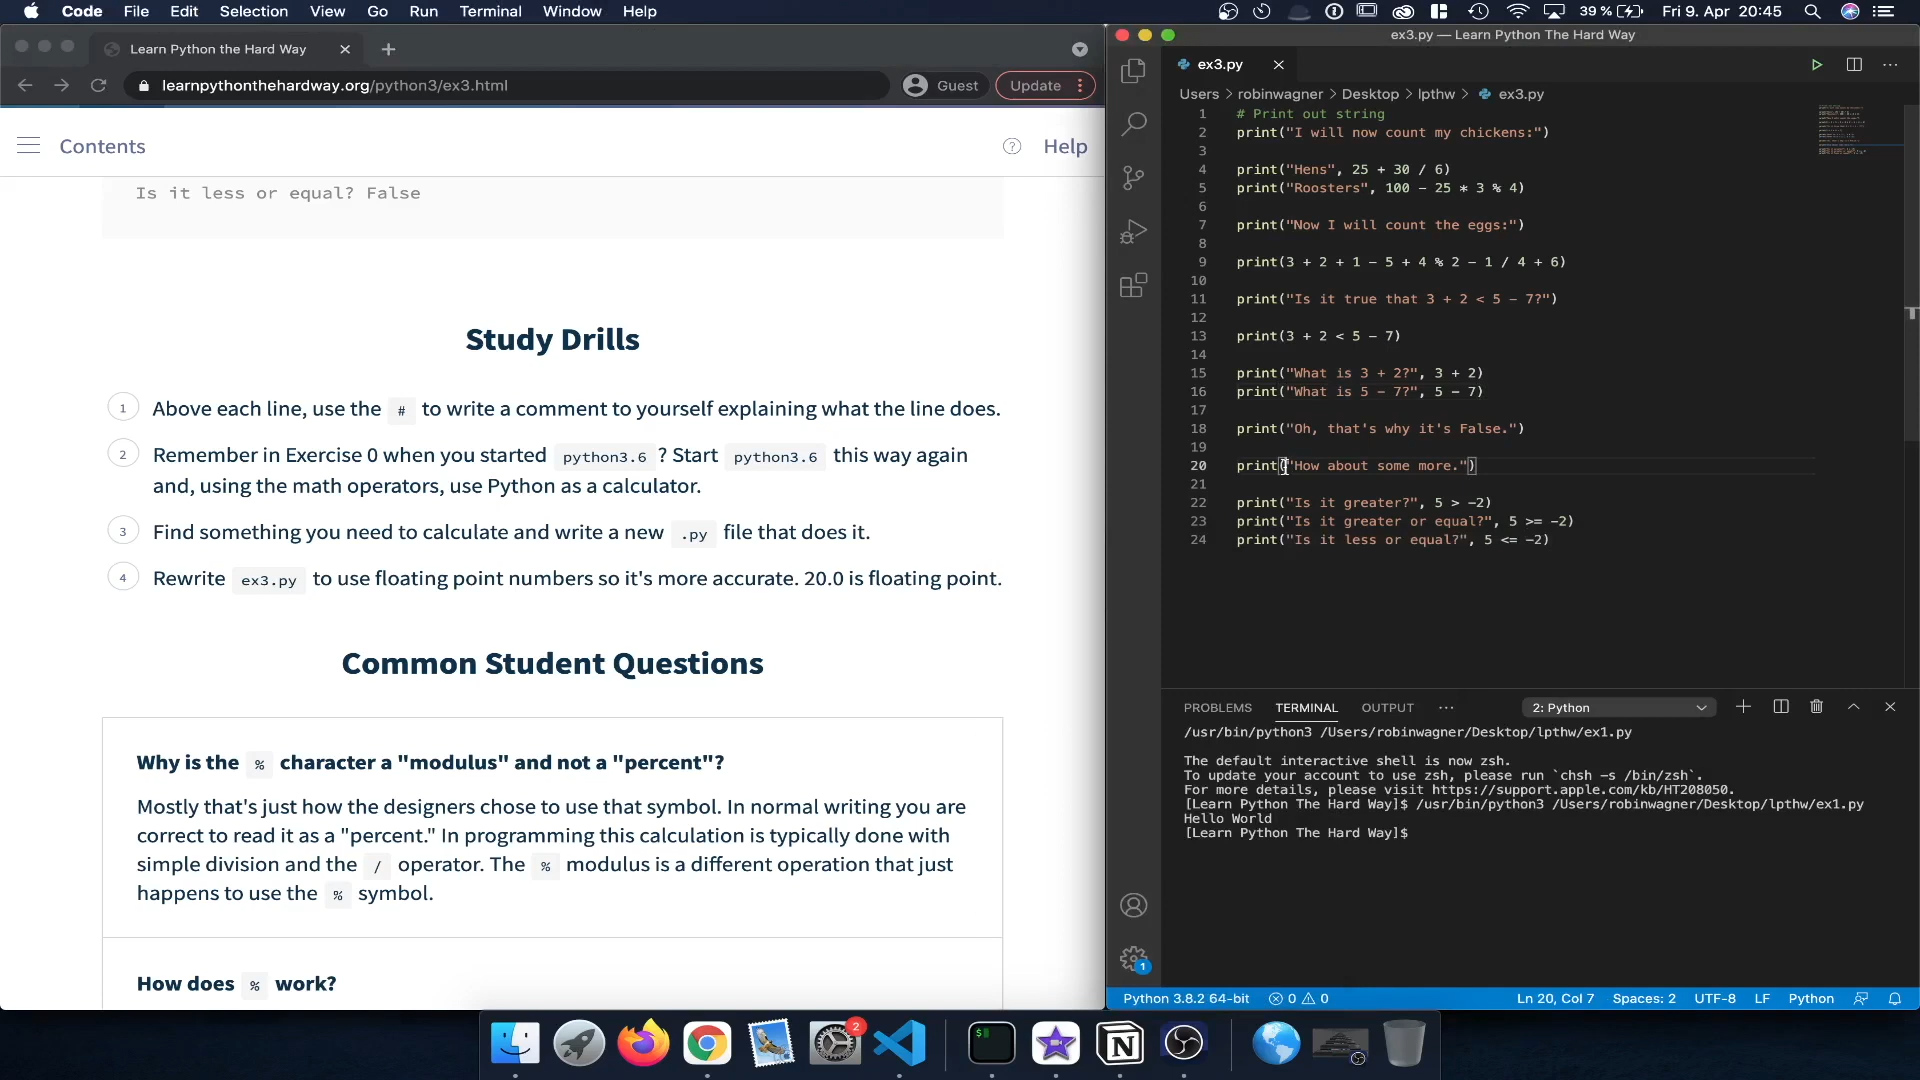 Code File Edit Selection View Go Run Terminal Window Help
39 % Fri 9. Apr 20:45
Learn Python the Hard Way
learnpythonthehardway.org/python3/ex3.html
Guest
Update
Contents
Help
Is it less or equal? False
Study Drills
1 Above each line, use the # to write a comment to yourself explaining what the line does.
2 Remember in Exercise 0 when you started python3.6 ? Start python3.6 this way again
and, using the math operators, use Python as a calculator.
3 Find something you need to calculate and write a new .py file that does it.
4 Rewrite ex3.py to use floating point numbers so it's more accurate. 20.0 is floating point.
Common Student Questions
Why is the % character a "modulus" and not a "percent"?
Mostly that's just how the designers chose to use that symbol. In normal writing you are
correct to read it as a "percent." In programming this calculation is typically done with
simple division and the / operator. The % modulus is a different operation that just
happens to use the % symbol.
How does % work?
ex3.py — Learn Python The Hard Way
ex3.py
Users > robinwagner > Desktop > lpthw > ex3.py
1 # Print out string
2 print("I will now count my chickens:")
3
4 print("Hens", 25 + 30 / 6)
5 print("Roosters", 100 - 25 * 3 % 4)
6
7 print("Now I will count the eggs:")
8
9 print(3 + 2 + 1 - 5 + 4 % 2 - 1 / 4 + 6)
10
11 print("Is it true that 3 + 2 < 5 - 7?")
12
13 print(3 + 2 < 5 - 7)
14
15 print("What is 3 + 2?", 3 + 2)
16 print("What is 5 - 7?", 5 - 7)
17
18 print("Oh, that's why it's False.")
19
20 print("How about some more.")
21
22 print("Is it greater?", 5 > -2)
23 print("Is it greater or equal?", 5 >= -2)
24 print("Is it less or equal?", 5 <= -2)
PROBLEMS TERMINAL OUTPUT ··· 2: Python
/usr/bin/python3 /Users/robinwagner/Desktop/lpthw/ex1.py
The default interactive shell is now zsh.
To update your account to use zsh, please run `chsh -s /bin/zsh`.
For more details, please visit https://support.apple.com/kb/HT208050.
[Learn Python The Hard Way]$ /usr/bin/python3 /Users/robinwagner/Desktop/lpthw/ex1.py
Hello World
[Learn Python The Hard Way]$
1
Python 3.8.2 64-bit 0 0 Ln 20, Col 7 Spaces: 2 UTF-8 LF Python
2